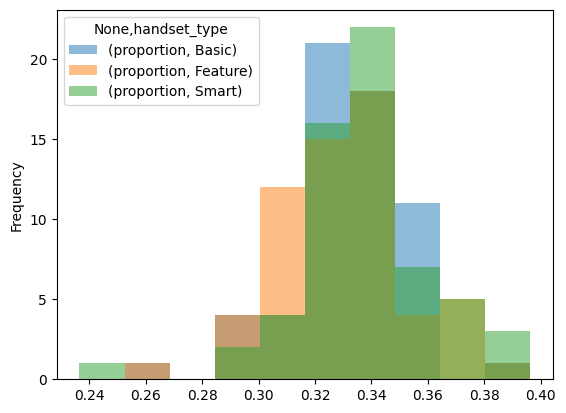 None,handset_type
(proportion, Basic)
(proportion, Feature)
(proportion, Smart)
Frequency
20
15
10
5
0
0.24 0.26 0.28 0.30 0.32 0.34 0.36 0.38 0.40